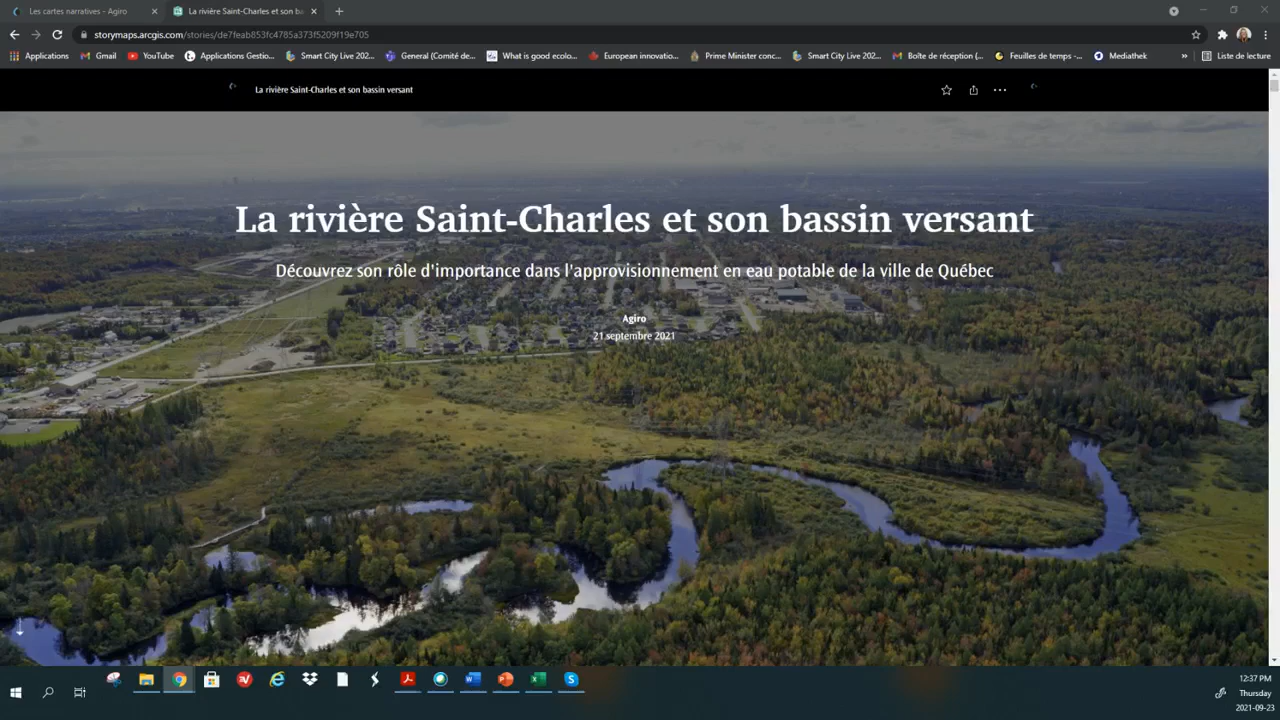 Les cartes narratives - Agiro
La rivière Saint-Charles et son ba
storymaps.arcgis.com/stories/de7feab853fc4785a373f5209f19e705
Applications
Gmail
YouTube
Applications Gestio...
Smart City Live 202...
General (Comité de...
What is good ecolo...
European innovatio...
Prime Minister conc...
Smart City Live 202...
Boîte de réception (...
Feuilles de temps -...
Mediathek
»
Liste de lecture
La rivière Saint-Charles et son bassin versant
La rivière Saint-Charles et son bassin versant
Découvrez son rôle d'importance dans l'approvisionnement en eau potable de la ville de Québec
Agiro
21 septembre 2021
12:37 PM
Thursday
2021-09-23